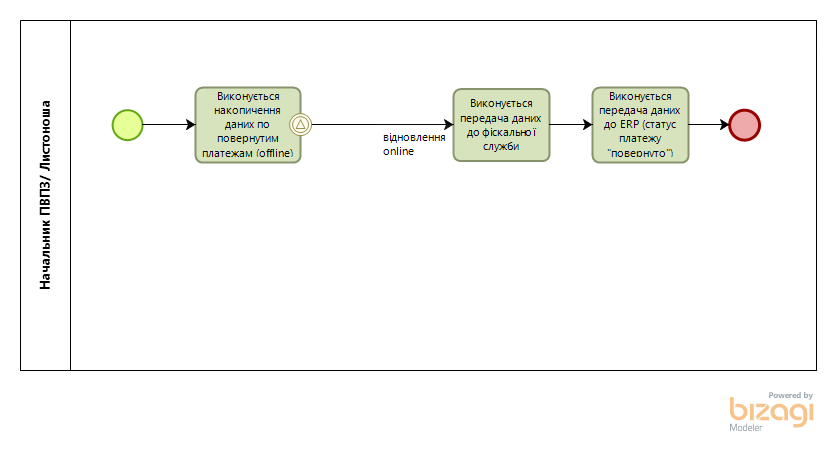 Начальник ПВПЗ/ Листоноша
Виконується
накопичення
даних по
повернутим
платежам (offline)
відновлення
online
Виконується
передача даних
до фіскальної
служби
Виконується
передача даних
до ERP (статус
платежу
"повернуто")
Powered by
bizagi
Modeler